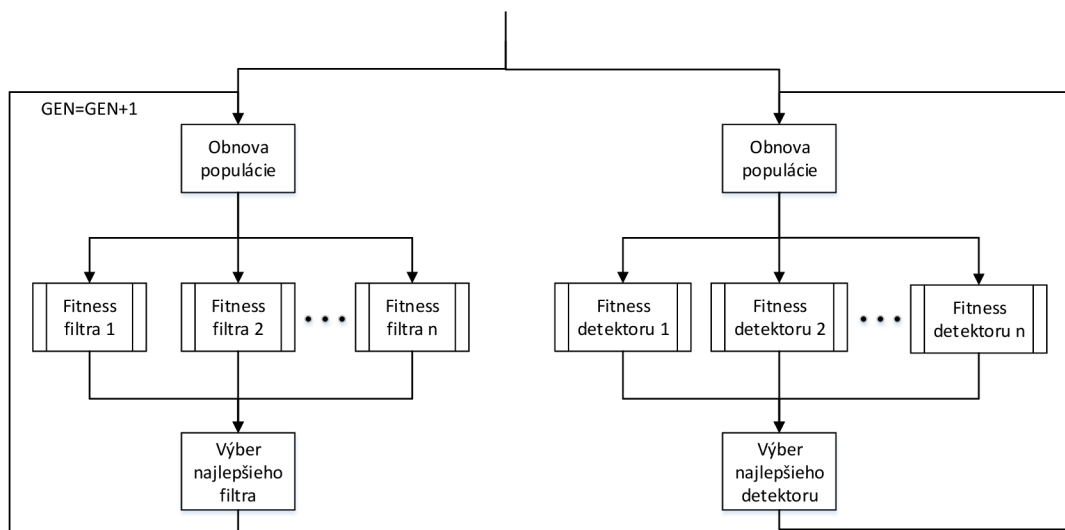 GEN=GEN+1
Obnova
populácie
Obnova
populácie
Fitness
filtra 1
Fitness
filtra 2
Fitness
filtra n
Fitness
detektoru 1
Fitness
detektoru 2
Fitness
detektoru n
Výber
najlepšieho
filtra
Výber
najlepšieho
detektoru